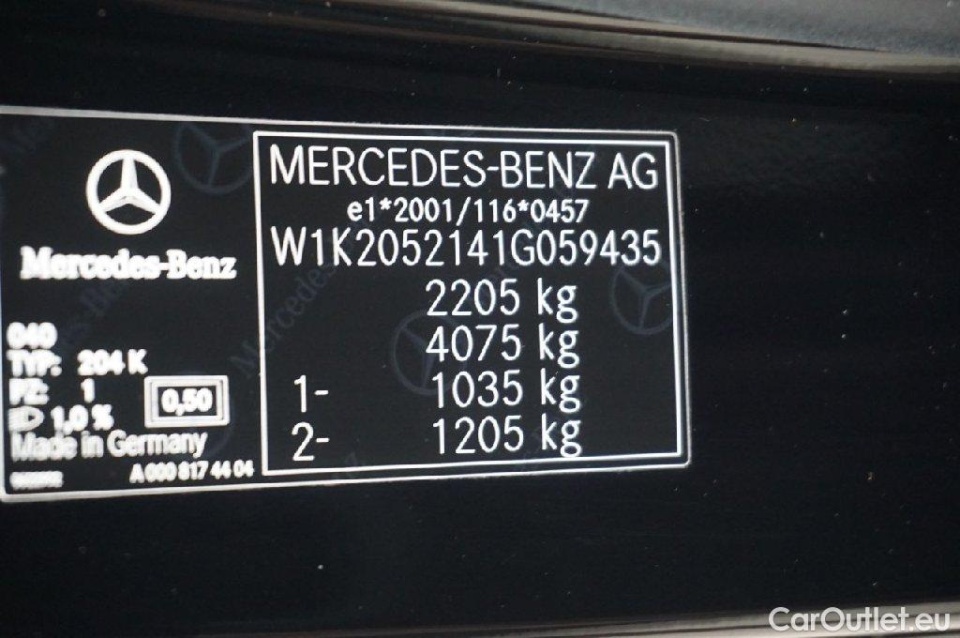 Mercedes-Benz
040
TYP: 204 K
PZ: 1
1,0 %
0,50
Made in Germany
A 000 817 44 04
MERCEDES-BENZ AG
e1*2001/116*0457
W1K2052141G059435
2205 kg
4075 kg
1- 1035 kg
2- 1205 kg
CarOutlet.eu